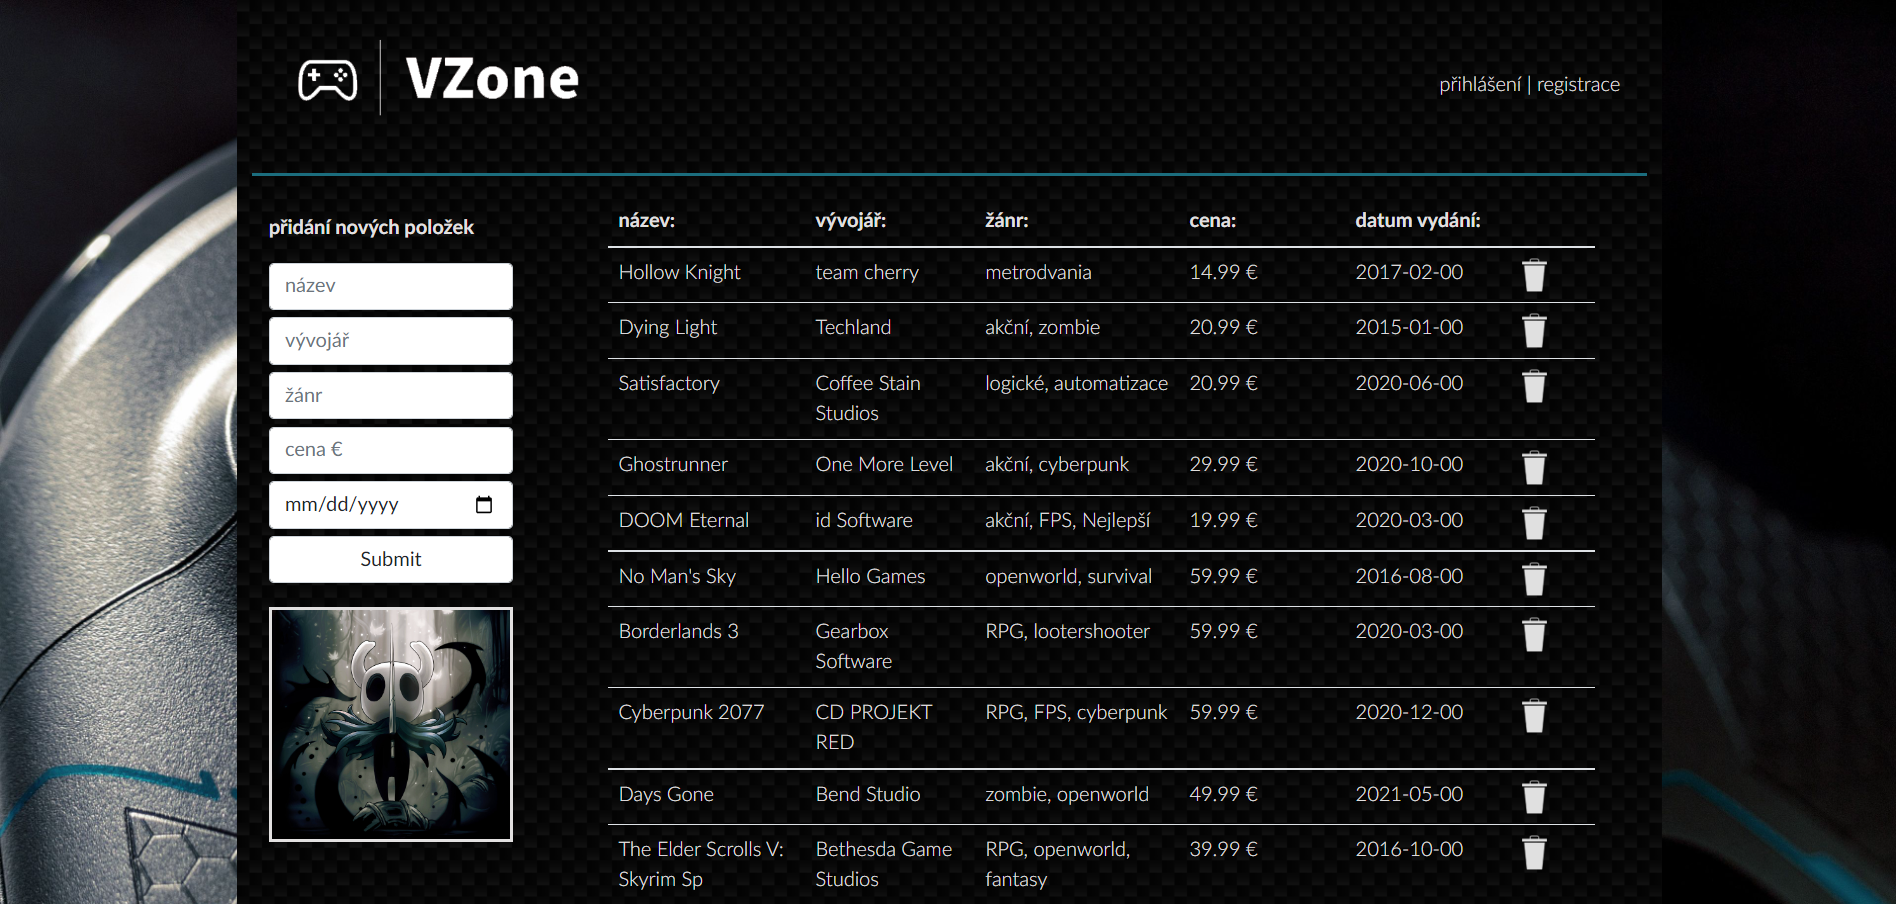 VZone
přihlášení | registrace
přidání nových položek
název
vývojář
žánr
cena €
mm/dd/yyyy
Submit
název: vývojář: žánr: cena: datum vydání:
Hollow Knight team cherry metrodvania 14.99 € 2017-02-00
Dying Light Techland akční, zombie 20.99 € 2015-01-00
Satisfactory Coffee Stain logické, automatizace 20.99 € 2020-06-00
Studios
Ghostrunner One More Level akční, cyberpunk 29.99 € 2020-10-00
DOOM Eternal id Software akční, FPS, Nejlepší 19.99 € 2020-03-00
No Man's Sky Hello Games openworld, survival 59.99 € 2016-08-00
Borderlands 3 Gearbox RPG, lootershooter 59.99 € 2020-03-00
Software
Cyberpunk 2077 CD PROJEKT RPG, FPS, cyberpunk 59.99 € 2020-12-00
RED
Days Gone Bend Studio zombie, openworld 49.99 € 2021-05-00
The Elder Scrolls V: Bethesda Game RPG, openworld, 39.99 € 2016-10-00
Skyrim Sp Studios fantasy